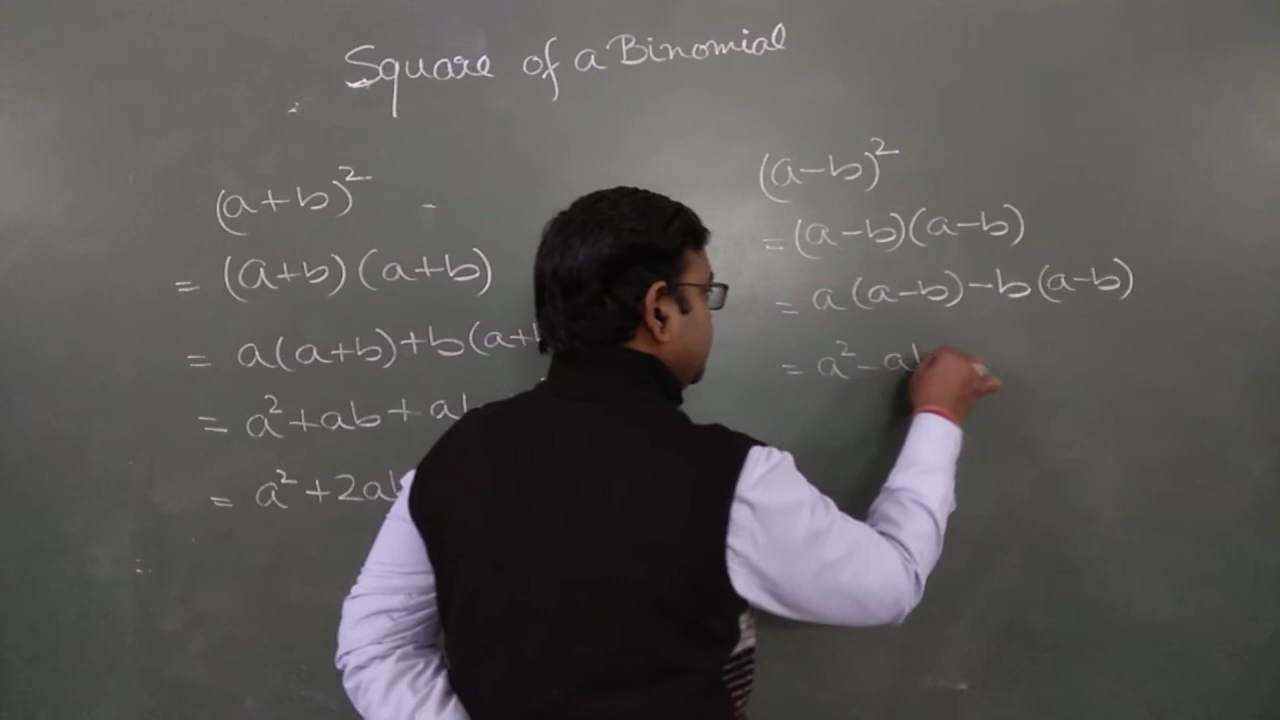 Square of a Binomial
(a+b)²
= (a+b)(a+b)
= a(a+b)+b(a+
= a²+ab+a
= a²+2a
(a-b)²
=(a-b)(a-b)
= a(a-b)-b(a-b)
= a²-a